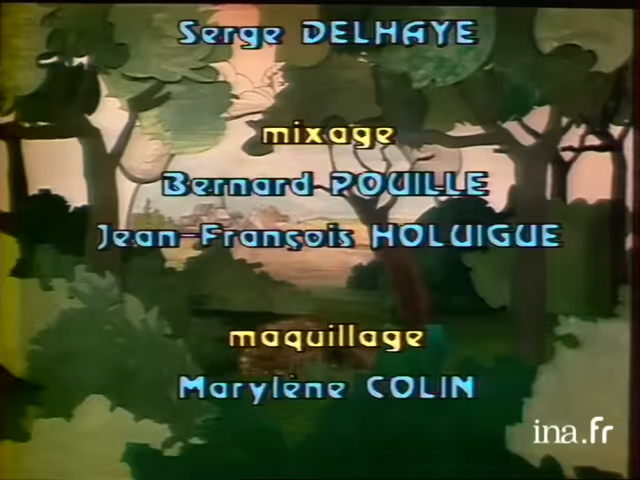 Serge DELHAYE
mixage
Bernard POUILLE
Jean-François HOLUIGUE
maquillage
Marylène COLIN
ina.fr